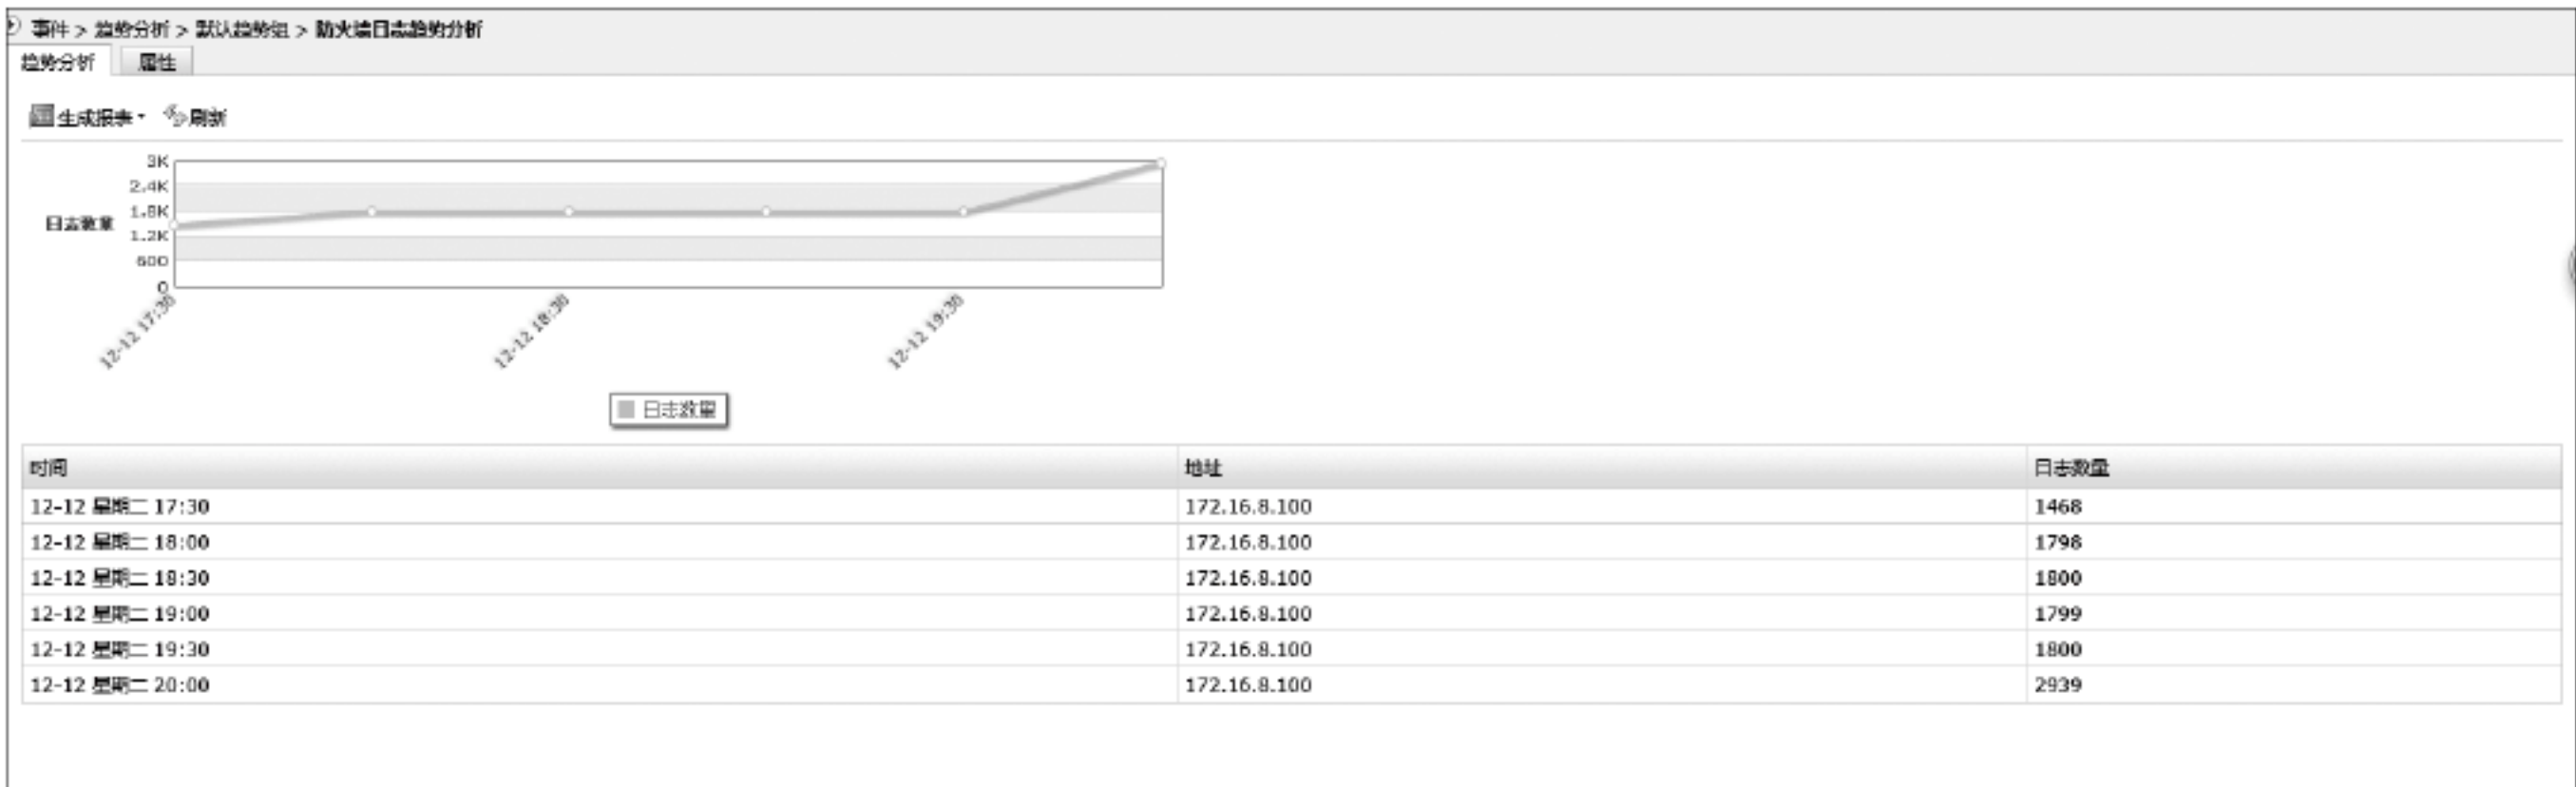 事件 > 趋势分析 > 默认趋势组 > 防火墙日志趋势分析
趋势分析 属性
生成报表 刷新
3K
2.4K
1.8K
日志数量
1.2K
600
0
12-12 17:30 12-12 18:30 12-12 19:30
日志数量
时间 地址 日志数量
12-12 星期二 17:30 172.16.8.100 1468
12-12 星期二 18:00 172.16.8.100 1798
12-12 星期二 18:30 172.16.8.100 1800
12-12 星期二 19:00 172.16.8.100 1799
12-12 星期二 19:30 172.16.8.100 1800
12-12 星期二 20:00 172.16.8.100 2939